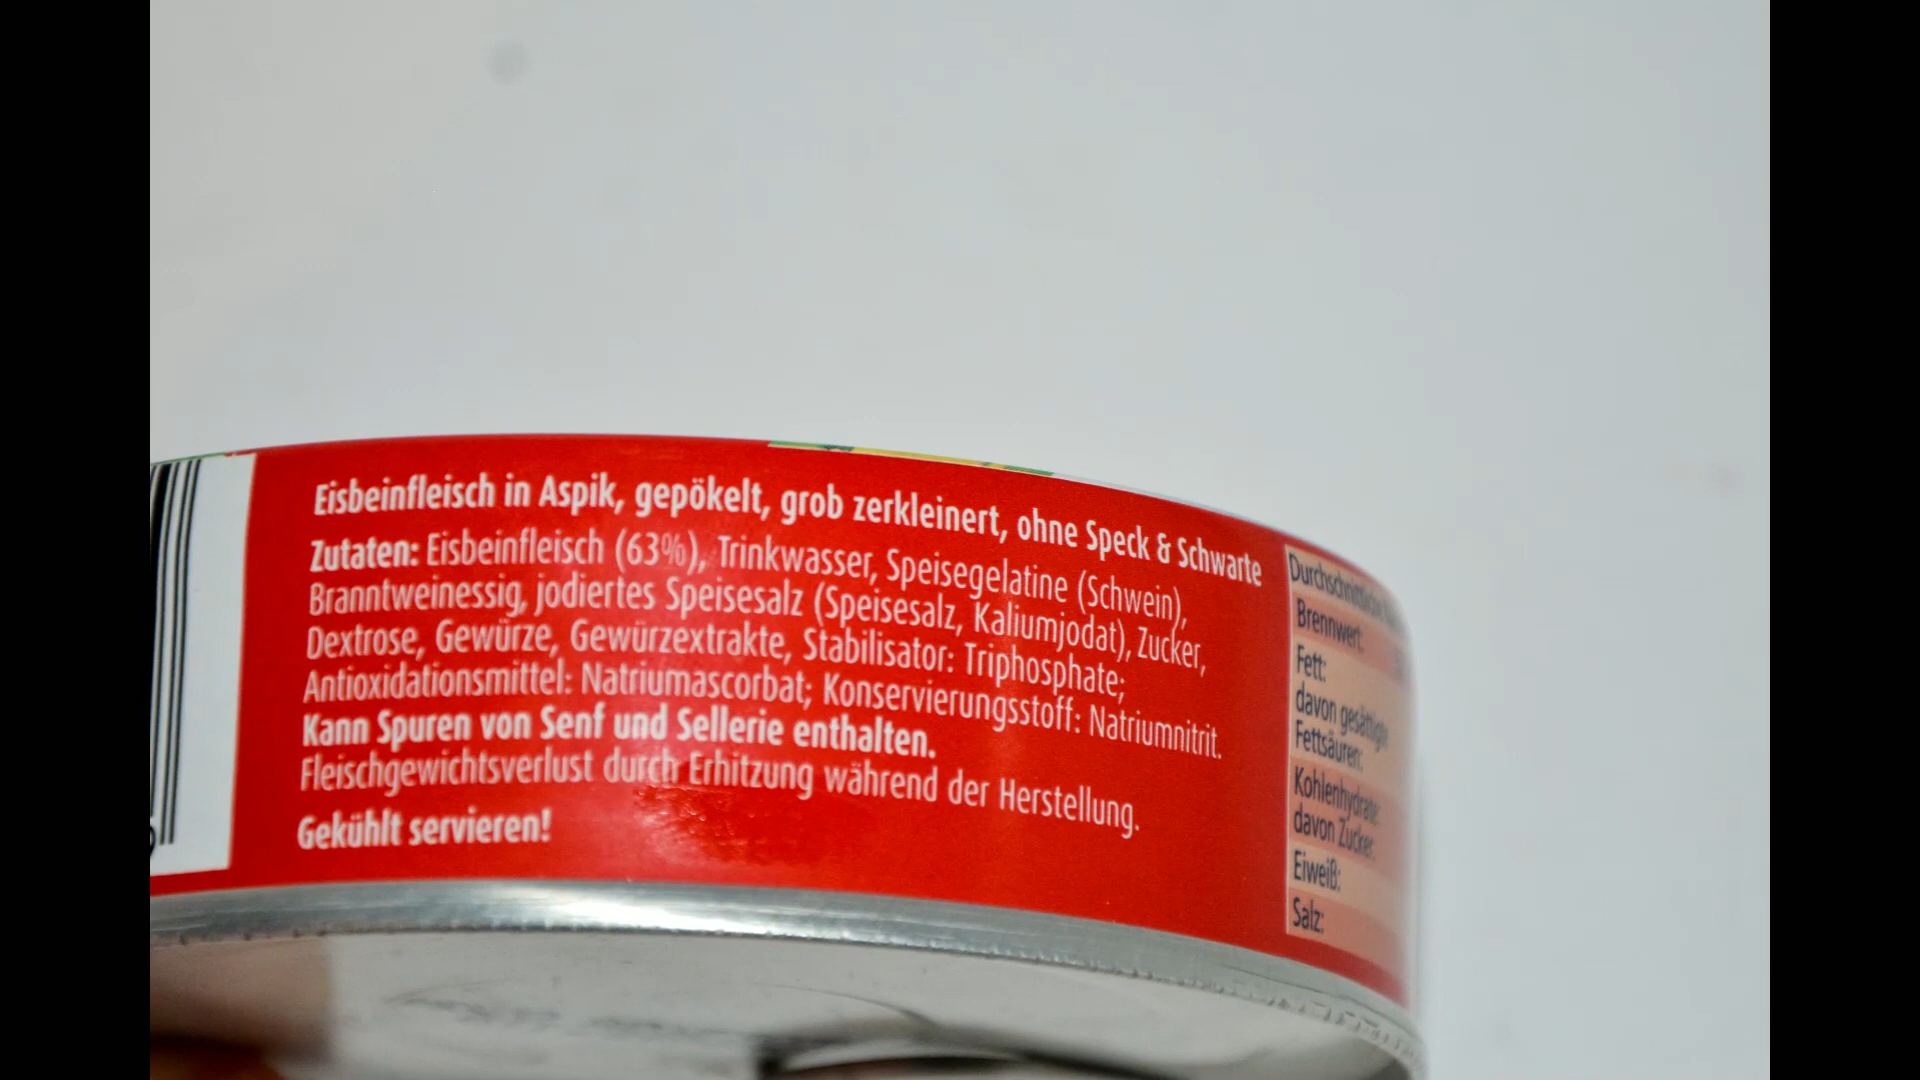 Eisbeinfleisch in Aspik, gepökelt, grob zerkleinert, ohne Speck & Schwarte
Zutaten: Eisbeinfleisch (63%), Trinkwasser, Speisegelatine (Schwein),
Branntweinessig, jodiertes Speisesalz (Speisesalz, Kaliumjodat), Zucker,
Dextrose, Gewürze, Gewürzextrakte, Stabilisator: Triphosphate;
Antioxidationsmittel: Natriumascorbat; Konservierungsstoff: Natriumnitrit.
Kann Spuren von Senf und Sellerie enthalten.
Fleischgewichtsverlust durch Erhitzung während der Herstellung.
Gekühlt servieren!
Durchschnittliche
Brennwert:
Fett:
davon gesättigte
Fettsäuren:
Kohlenhydrate:
davon Zucker:
Eiweiß:
Salz: